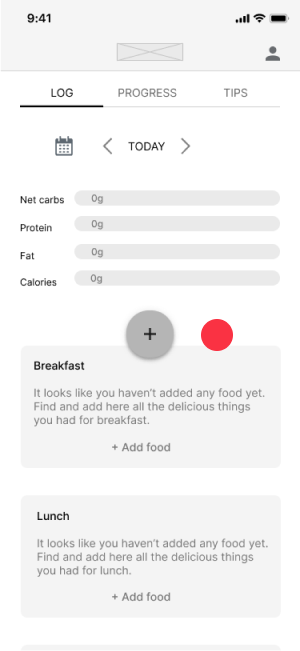 9:41
LOG PROGRESS TIPS
TODAY
Net carbs 0g
Protein 0g
Fat 0g
Calories 0g
+
Breakfast
It looks like you haven't added any food yet.
Find and add here all the delicious things
you had for breakfast.
+ Add food
Lunch
It looks like you haven't added any food yet.
Find and add here all the delicious things
you had for lunch.
+ Add food